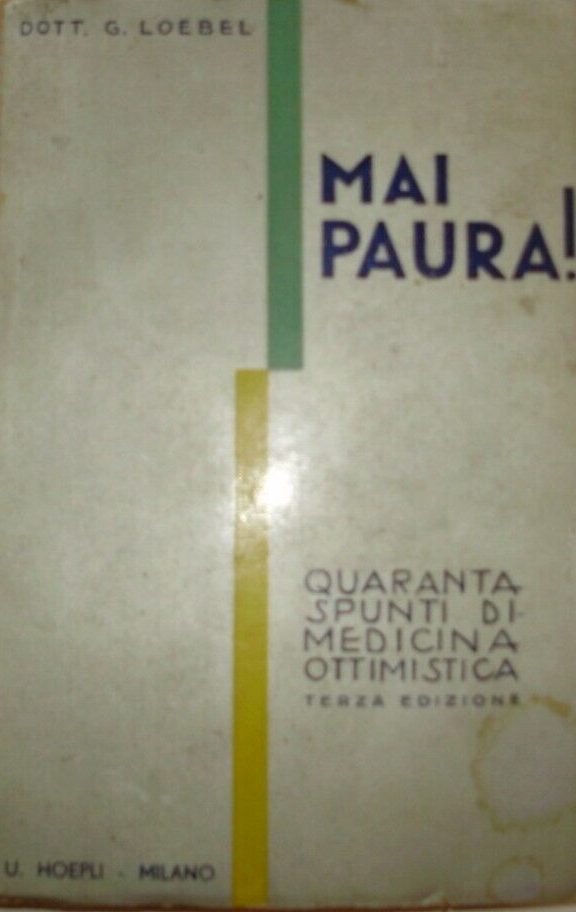 DOTT. G. LOEBEL
MAI
PAURA!
QUARANTA
SPUNTI DI
MEDICINA
OTTIMISTICA
TERZA EDIZIONE
U. HOEPLI - MILANO